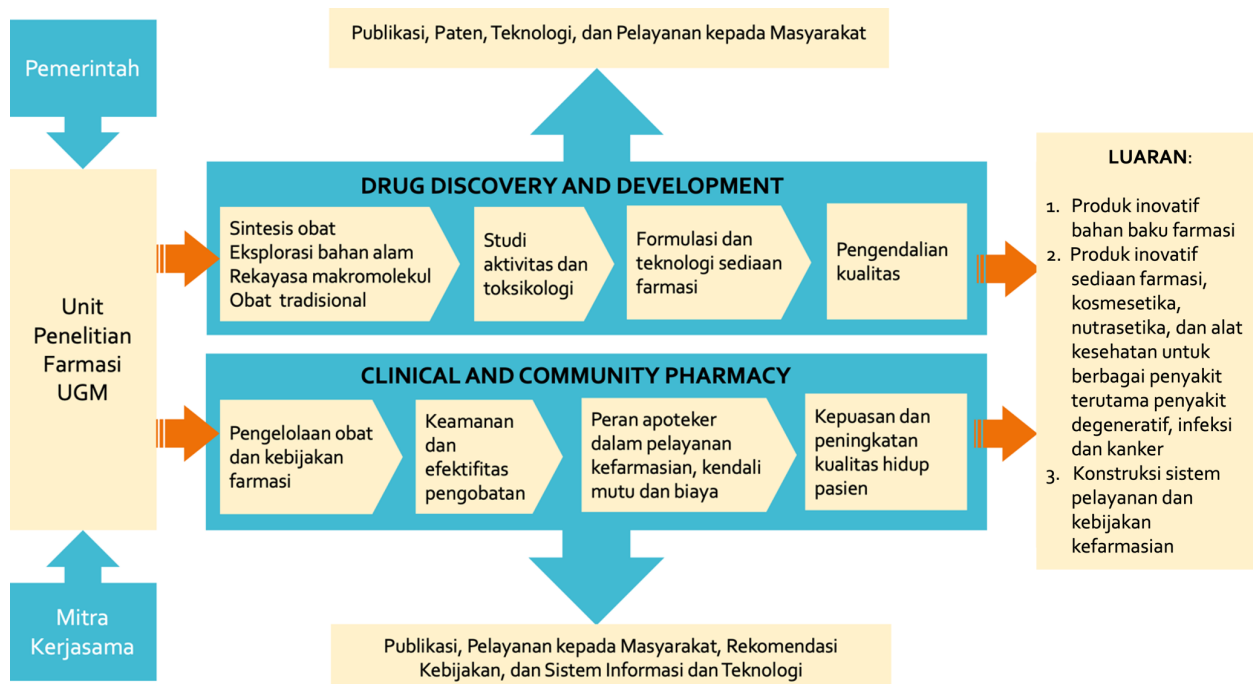 Publikasi, Paten, Teknologi, dan Pelayanan kepada Masyarakat
Pemerintah
Unit
Penelitian
Farmasi
UGM
Mitra
Kerjasama
DRUG DISCOVERY AND DEVELOPMENT
Sintesis obat
Eksplorasi bahan alam
Rekayasa makromolekul
Obat tradisional
Studi
aktivitas dan
toksikologi
Formulasi dan
teknologi sediaan
farmasi
Pengendalian
kualitas
CLINICAL AND COMMUNITY PHARMACY
Pengelolaan obat
dan kebijakan
farmasi
Keamanan
dan
efektifitas
pengobatan
Peran apoteker
dalam pelayanan
kefarmasian, kendali
mutu dan biaya
Kepuasan dan
peningkatan
kualitas hidup
pasien
LUARAN:
1. Produk inovatif
bahan baku farmasi
2. Produk inovatif
sediaan farmasi,
kosmesetika,
nutrasetika, dan alat
kesehatan untuk
berbagai penyakit
terutama penyakit
degeneratif, infeksi
dan kanker
3. Konstruksi sistem
pelayanan dan
kebijakan
kefarmasian
Publikasi, Pelayanan kepada Masyarakat, Rekomendasi
Kebijakan, dan Sistem Informasi dan Teknologi